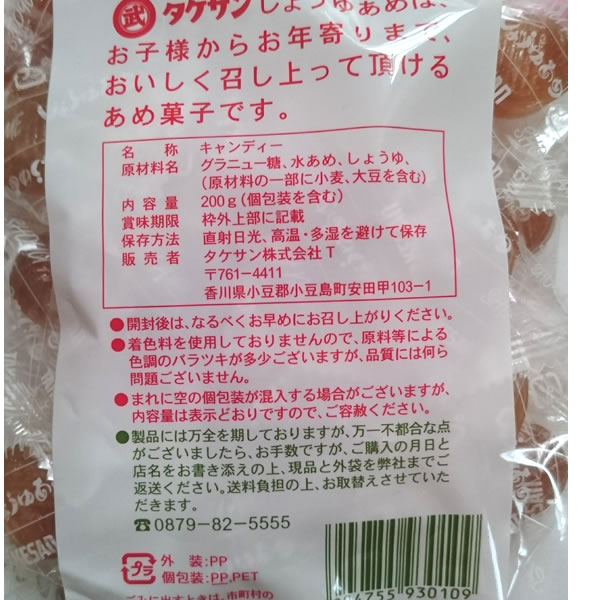 武 タケサンしょうゆあめは、
お子様からお年寄りまで、
おいしく召し上って頂ける
あめ菓子です。
名称 キャンディー
原材料名 グラニュー糖、水あめ、しょうゆ、
(原材料の一部に小麦、大豆を含む)
内容量 200g(個包装を含む)
賞味期限 枠外上部に記載
保存方法 直射日光、高温・多湿を避けて保存
販売者 タケサン株式会社 T
〒761-4411
香川県小豆郡小豆島町安田甲103-1
●開封後は、なるべくお早めにお召し上がりください。
●着色料を使用しておりませんので、原料等による
色調のバラツキが多少ございますが、品質には何ら
問題ございません。
●まれに空の個包装が混入する場合がございますが、
内容量は表示どおりですので、ご容赦ください。
●製品には万全を期しておりますが、万一不都合な点
がございましたら、お手数ですが、ご購入の月日と
店名をお書き添えの上、現品と外袋を弊社までご
返送ください。送料負担の上、お取替えさせていた
だきます。
☎0879-82-5555
プラ
外装:PP
個包装:PP,PET
ごみに出すときは、市町村の
4755 930109